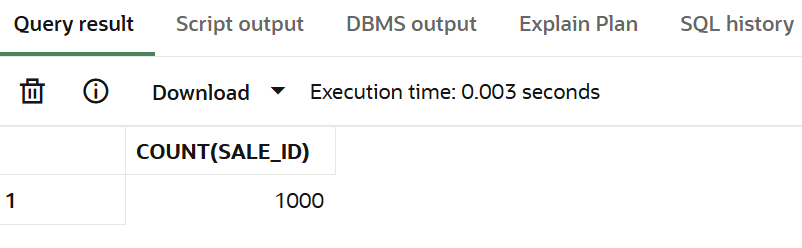 Query result Script output DBMS output Explain Plan SQL history
Download Execution time: 0.003 seconds
COUNT(SALE_ID)
1 1000